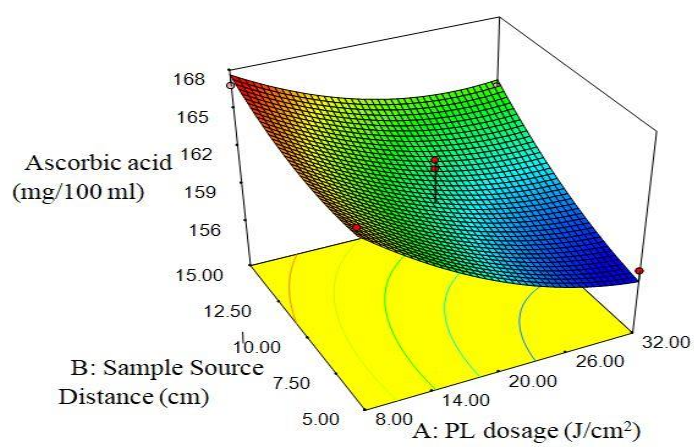 168
165
Ascorbic acid 162
(mg/100 ml) 159
156
15.00
12.50
10.00
B: Sample Source 7.50
Distance (cm)
5.00
8.00
14.00
20.00
26.00
32.00
A: PL dosage (J/cm²)